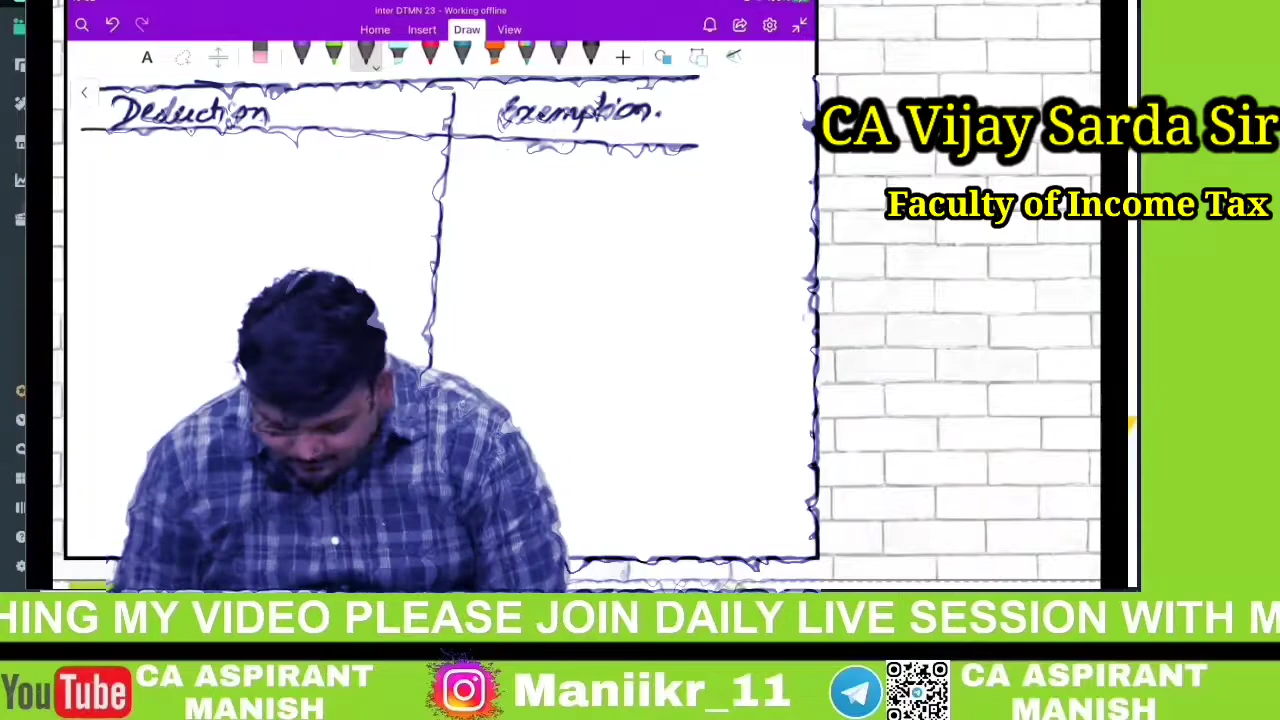 Inter DTMN 23 - Working offline
Home Insert Draw View
Deduction Exemption.
CA Vijay Sarda Sir
Faculty of Income Tax
HING MY VIDEO PLEASE JOIN DAILY LIVE SESSION WITH M
YouTube CA ASPIRANT MANISH Maniikr_11 CA ASPIRANT MANISH